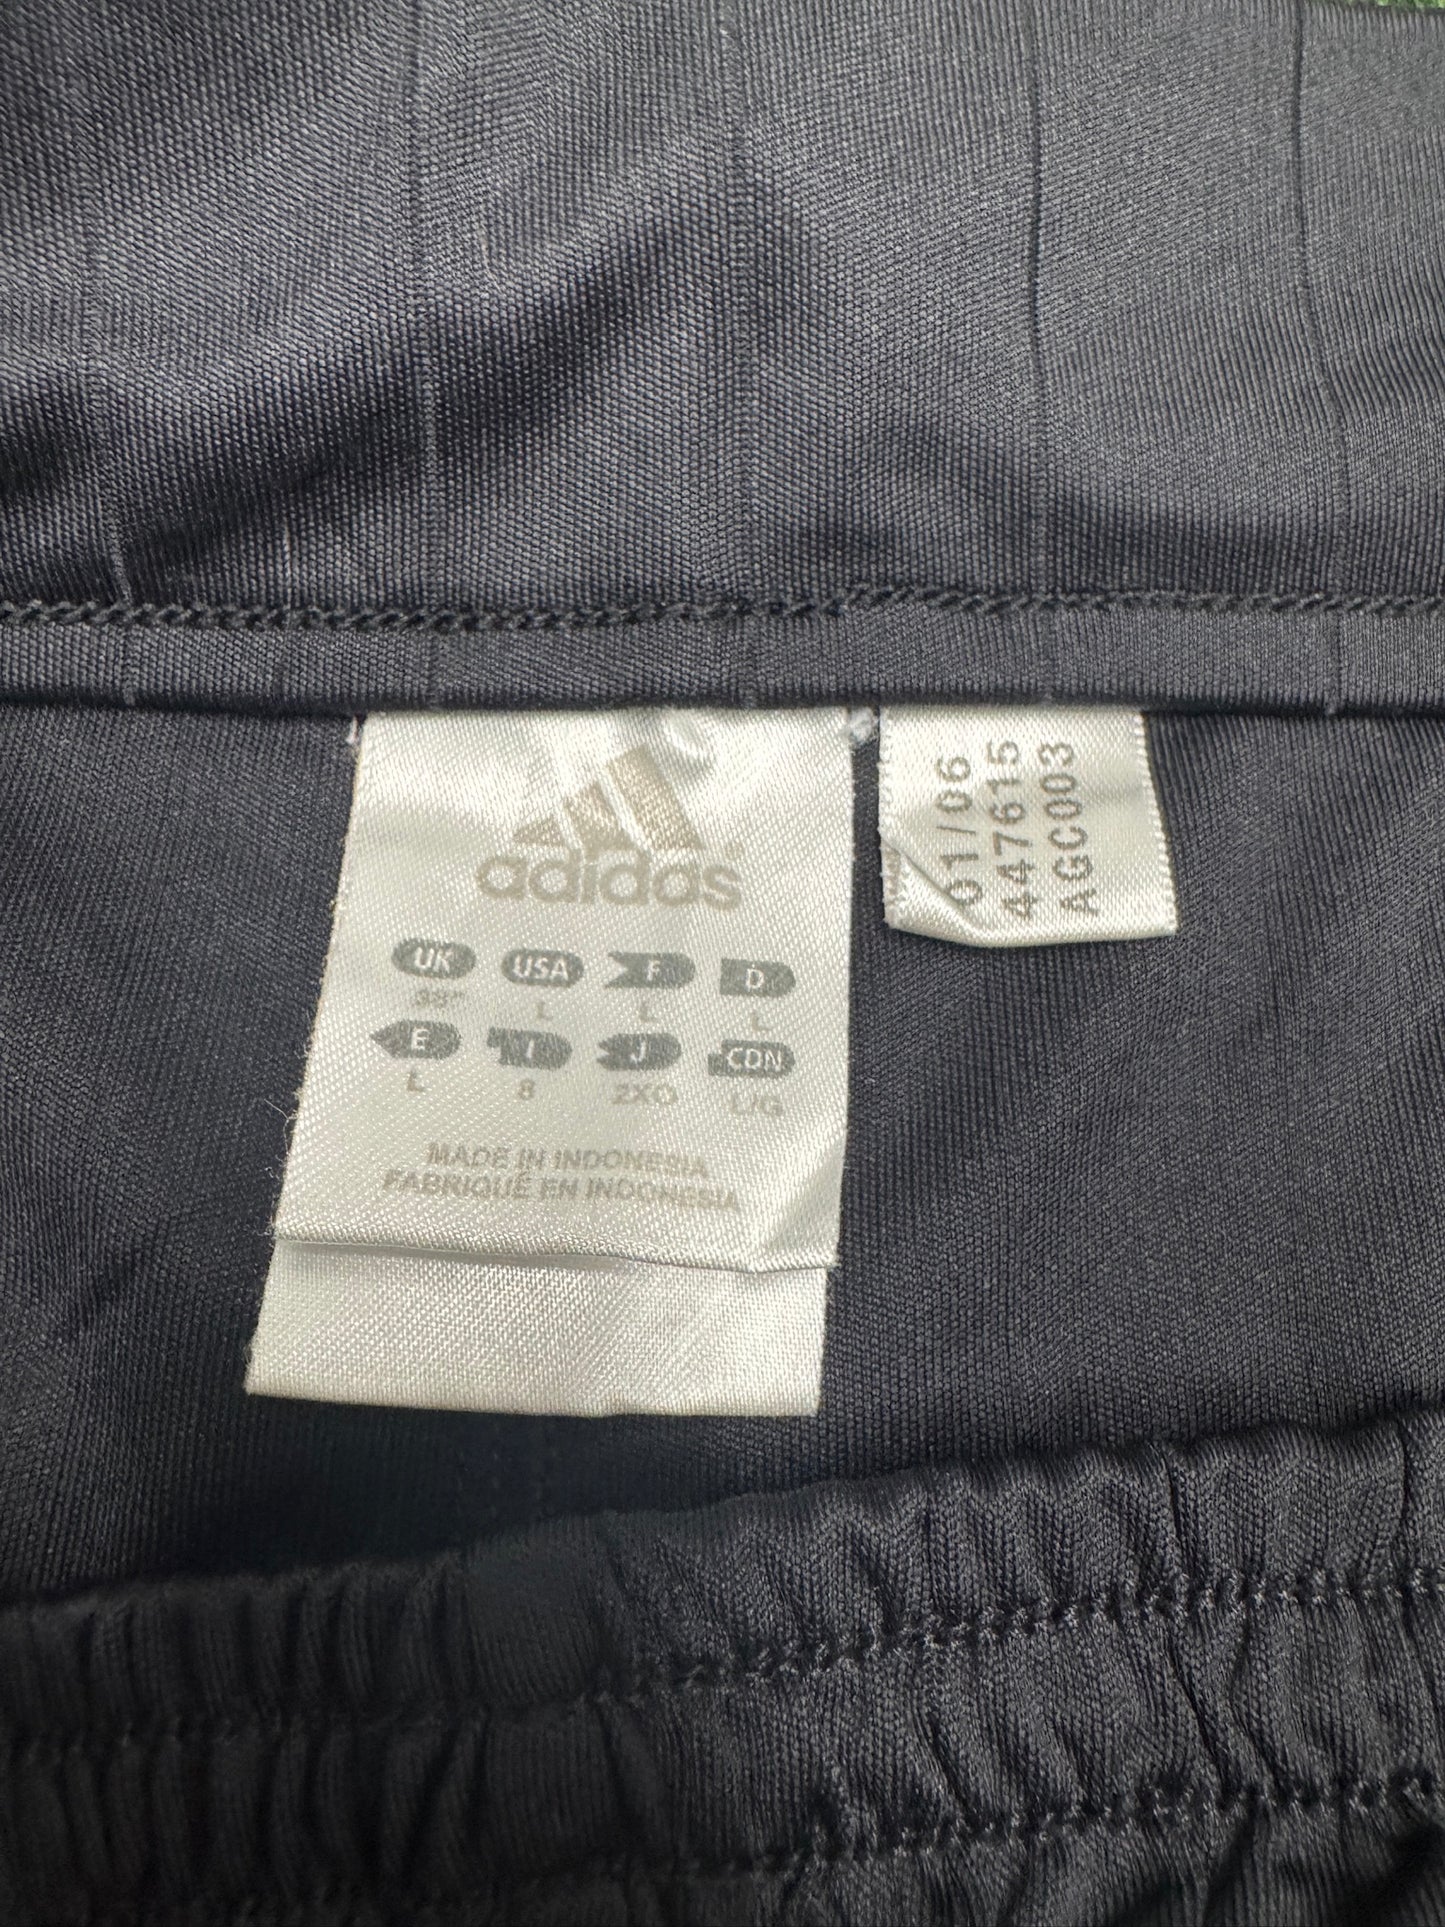 adidas
UK USA F D
38" L L L
E I J CDN
L 8 2XO L/G
MADE IN INDONESIA
FABRIQUÉ EN INDONESIA
01/06
447615
AGC003